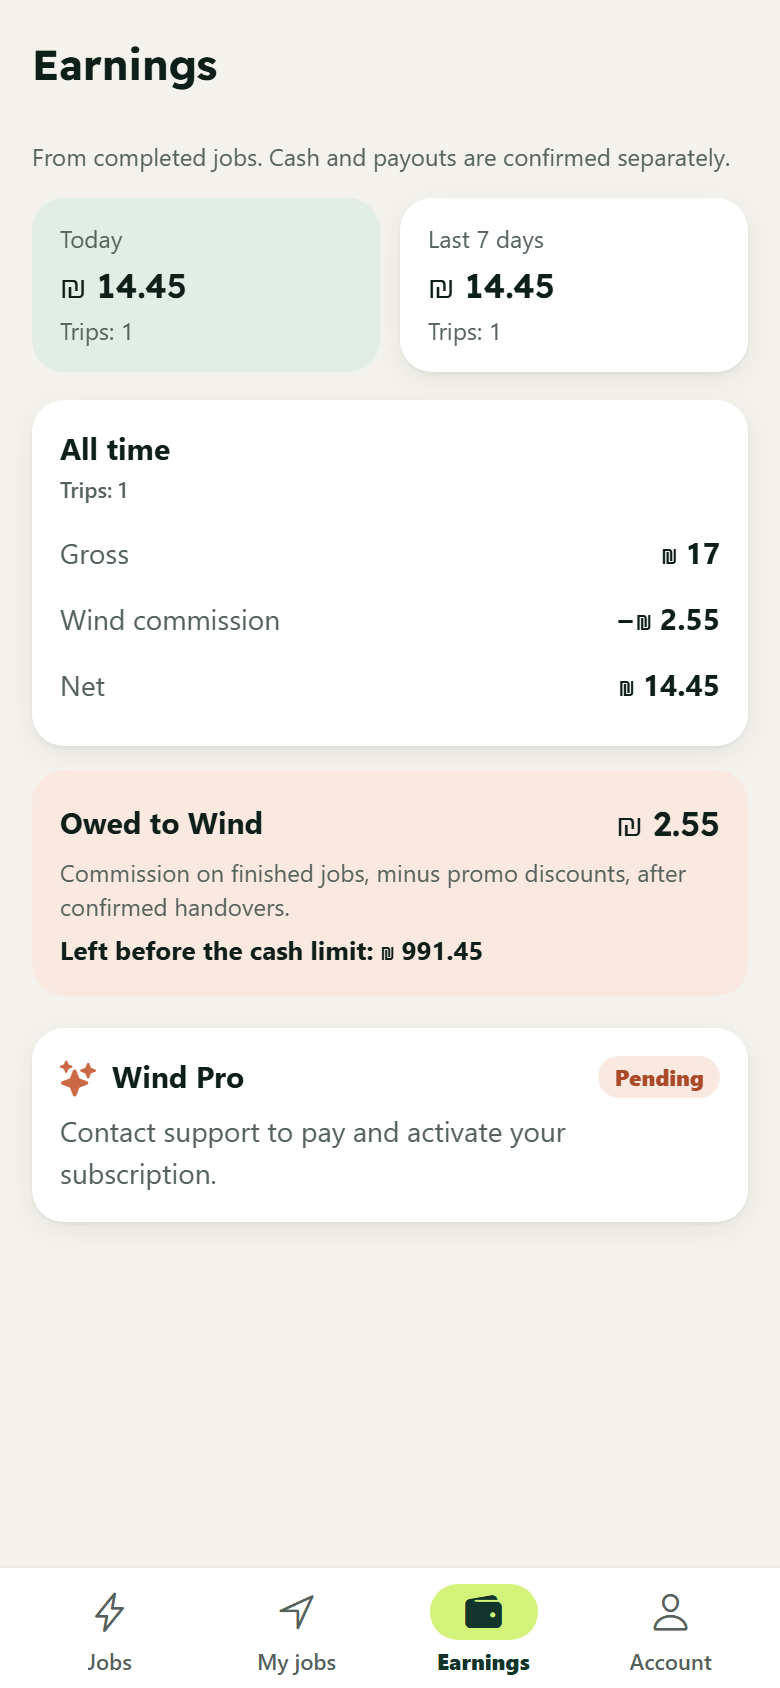 Earnings
From completed jobs. Cash and payouts are confirmed separately.
Today
₪ 14.45
Trips: 1
Last 7 days
₪ 14.45
Trips: 1
All time
Trips: 1
Gross ₪ 17
Wind commission −₪ 2.55
Net ₪ 14.45
Owed to Wind ₪ 2.55
Commission on finished jobs, minus promo discounts, after
confirmed handovers.
Left before the cash limit: ₪ 991.45
Wind Pro Pending
Contact support to pay and activate your
subscription.
Jobs My jobs Earnings Account